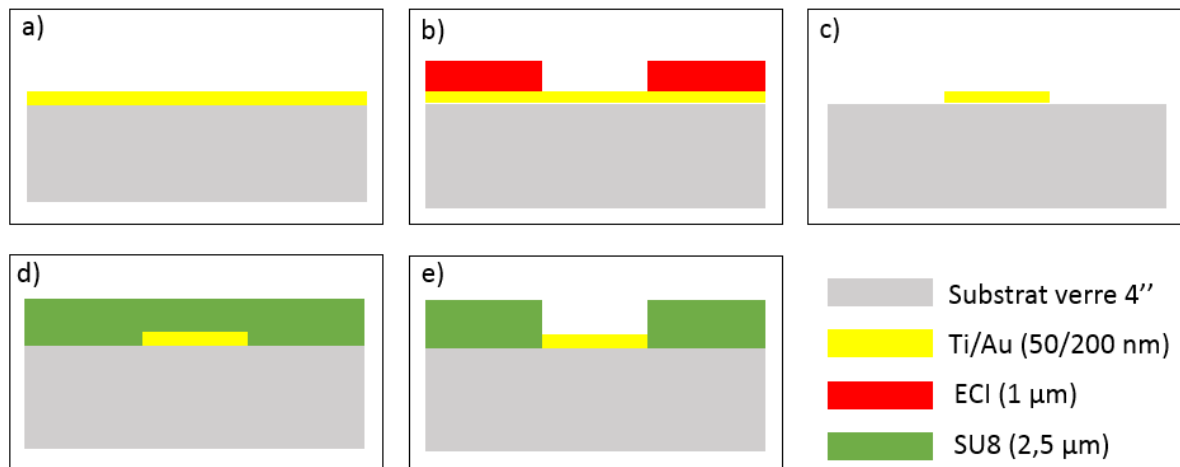 a)
b)
c)
d)
e)
Substrat verre 4’’
Ti/Au (50/200 nm)
ECI (1 µm)
SU8 (2,5 µm)